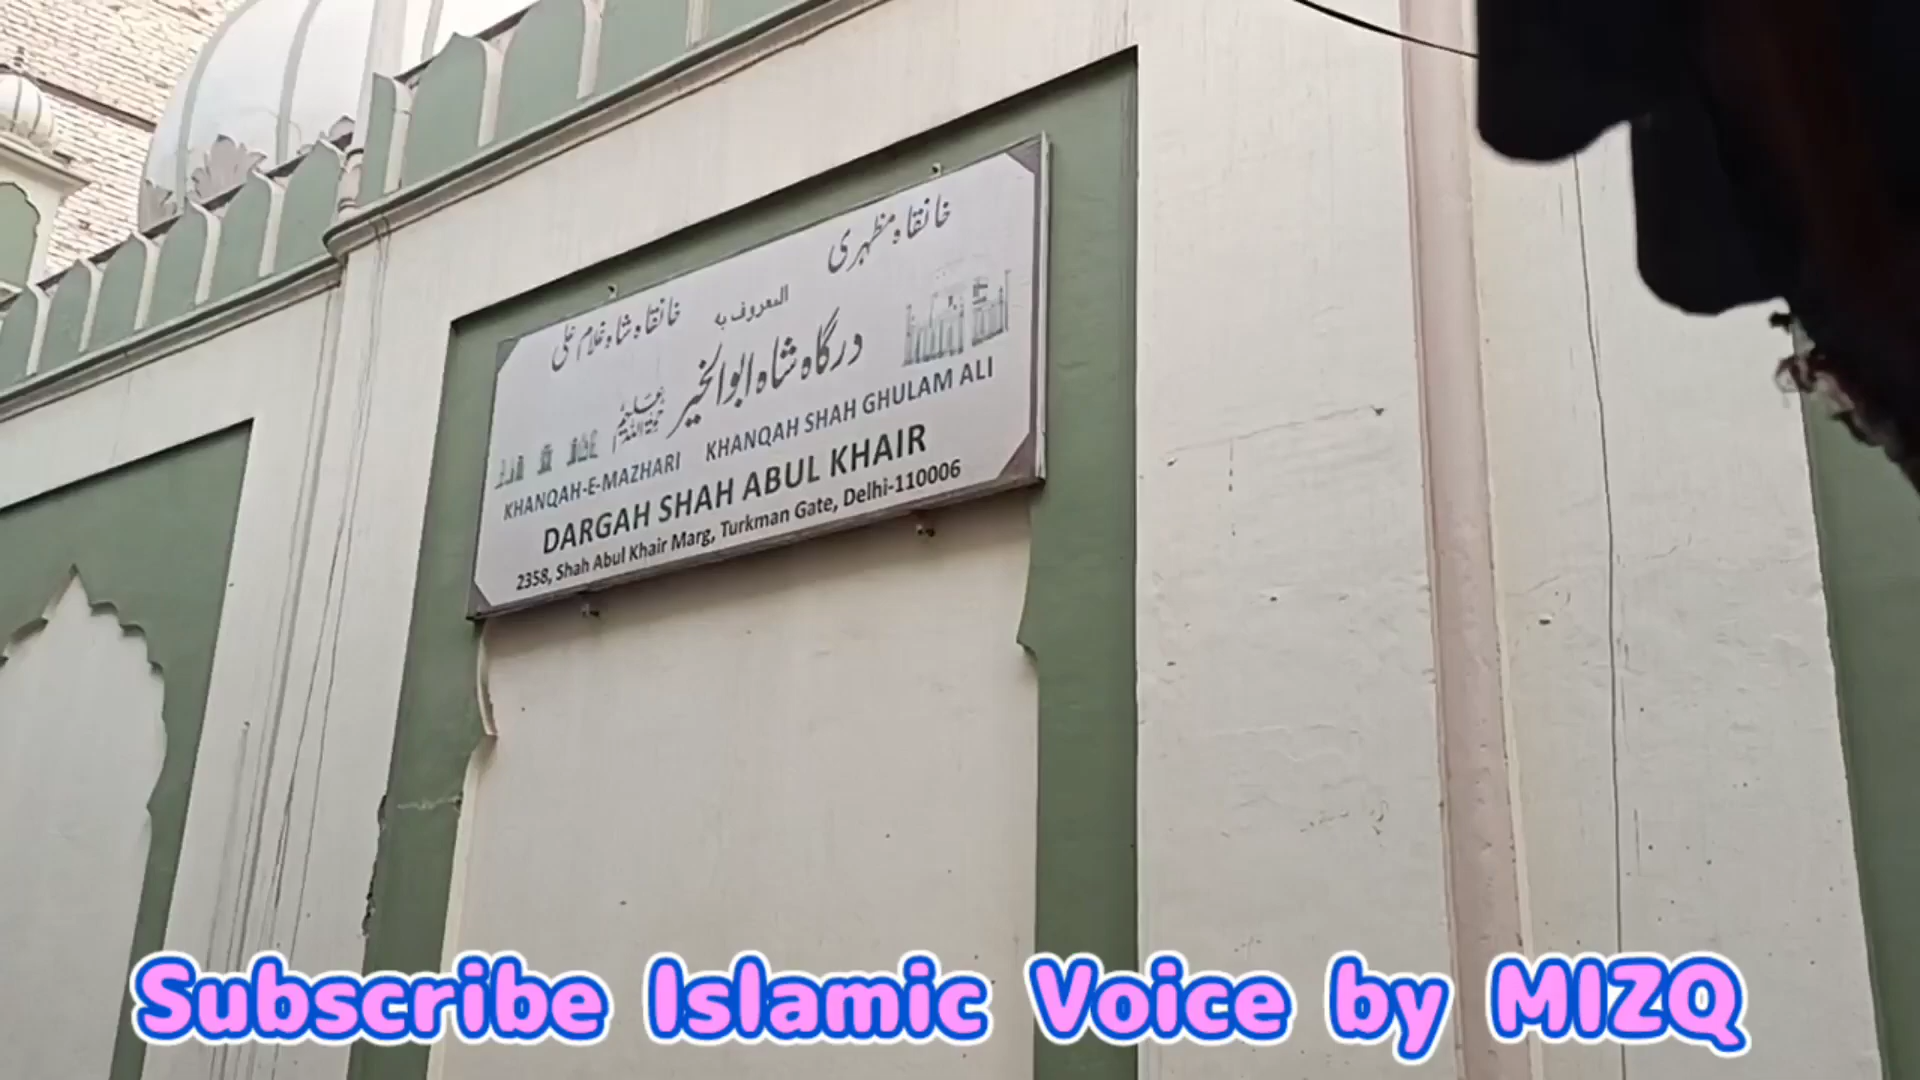 خانقاہ مظہری
المعروف بہ
خانقاہ شاہ غلام علی
درگاہ شاہ ابوالخیر
KHANQAH-E-MAZHARI KHANQAH SHAH GHULAM ALI
DARGAH SHAH ABUL KHAIR
2358, Shah Abul Khair Marg, Turkman Gate, Delhi-110006
Subscribe Islamic Voice by MIZQ